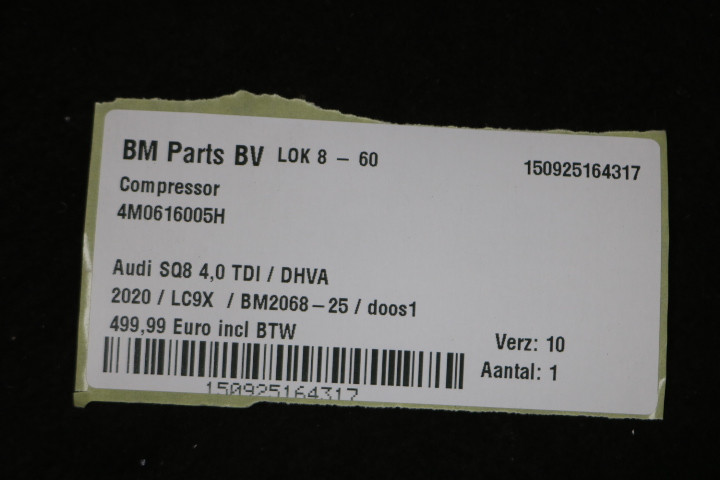 BM Parts BV LOK 8 - 60
150925164317
Compressor
4M0616005H
Audi SQ8 4,0 TDI / DHVA
2020 / LC9X / BM2068-25 / doos1
499,99 Euro incl BTW
Verz: 10
Aantal: 1
150925164317